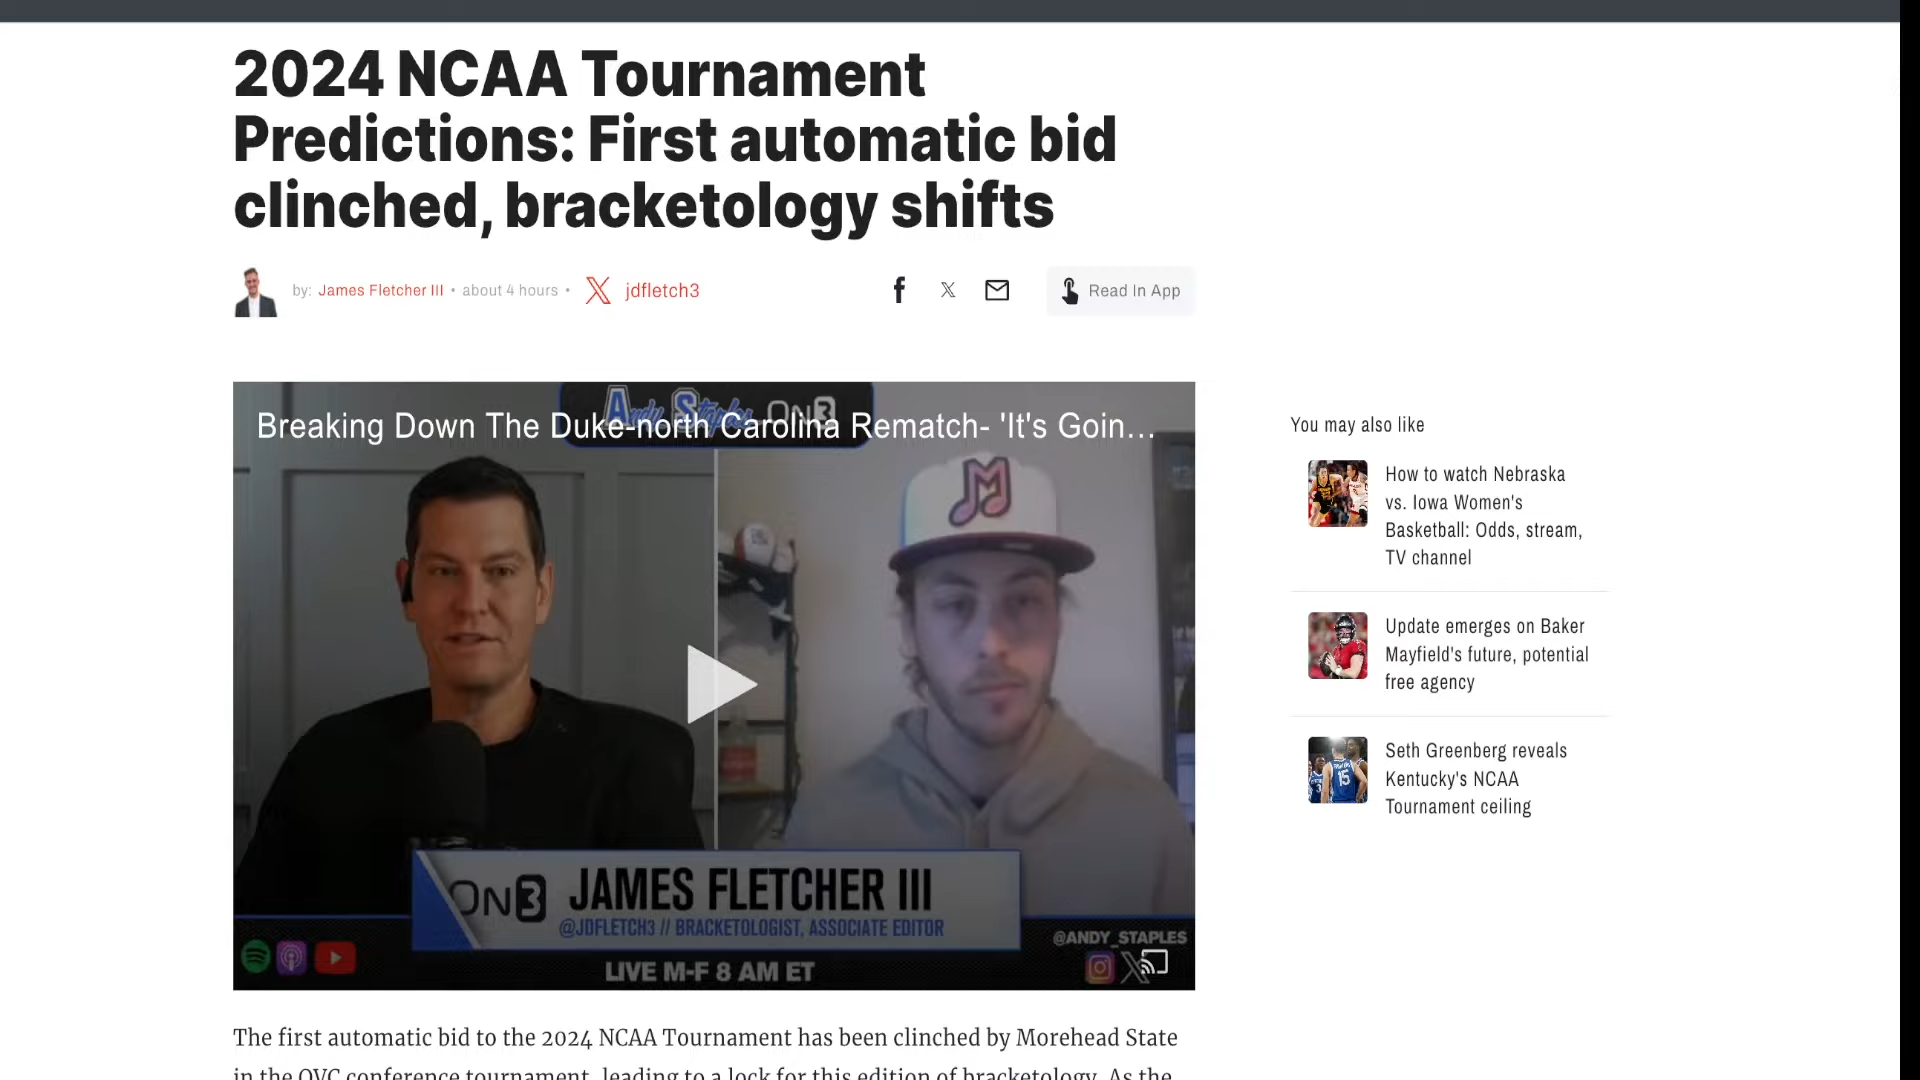 2024 NCAA Tournament
Predictions: First automatic bid
clinched, bracketology shifts
by: James Fletcher III • about 4 hours • jdfletch3
Read In App
Andy Staples ON3
Breaking Down The Duke-north Carolina Rematch- 'It's Goin...
M
ON3 JAMES FLETCHER III
@JDFLETCH3 // BRACKETOLOGIST, ASSOCIATE EDITOR
@ANDY_STAPLES
LIVE M-F 8 AM ET
You may also like
How to watch Nebraska
vs. Iowa Women's
Basketball: Odds, stream,
TV channel
Update emerges on Baker
Mayfield's future, potential
free agency
15
Seth Greenberg reveals
Kentucky's NCAA
Tournament ceiling
The first automatic bid to the 2024 NCAA Tournament has been clinched by Morehead State
in the OVC conference tournament, leading to a lock for this edition of bracketology. As the